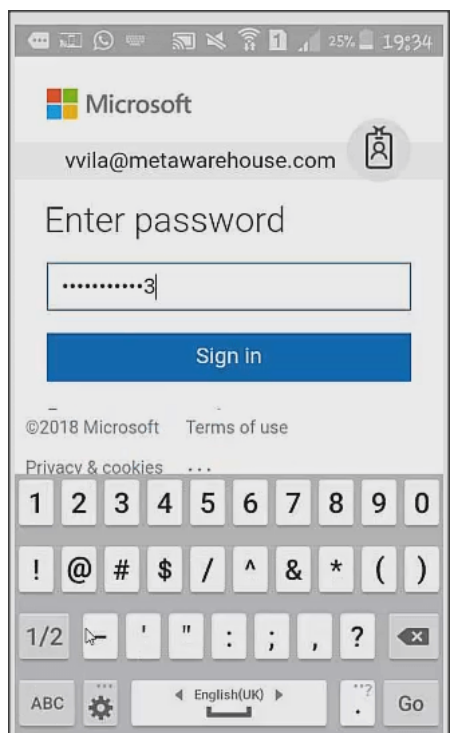 1 25% 19:34
Microsoft
vvila@metawarehouse.com
Enter password
•••••••••••3
Sign in
©2018 Microsoft Terms of use
Privacy & cookies ...
1 2 3 4 5 6 7 8 9 0
! @ # $ / ^ & * ( )
1/2 - ' " : ; , ?
ABC English(UK) . Go